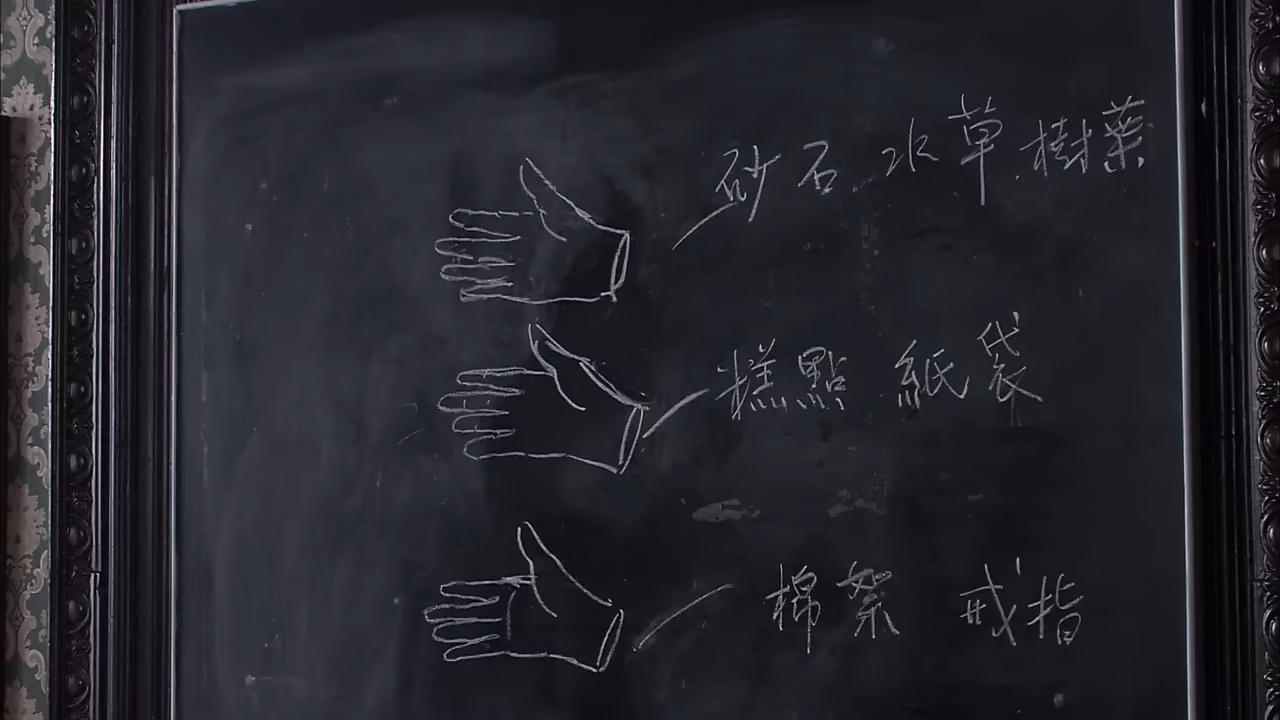 砂石 水草 樹葉
糕點 紙袋
棉絮 戒指